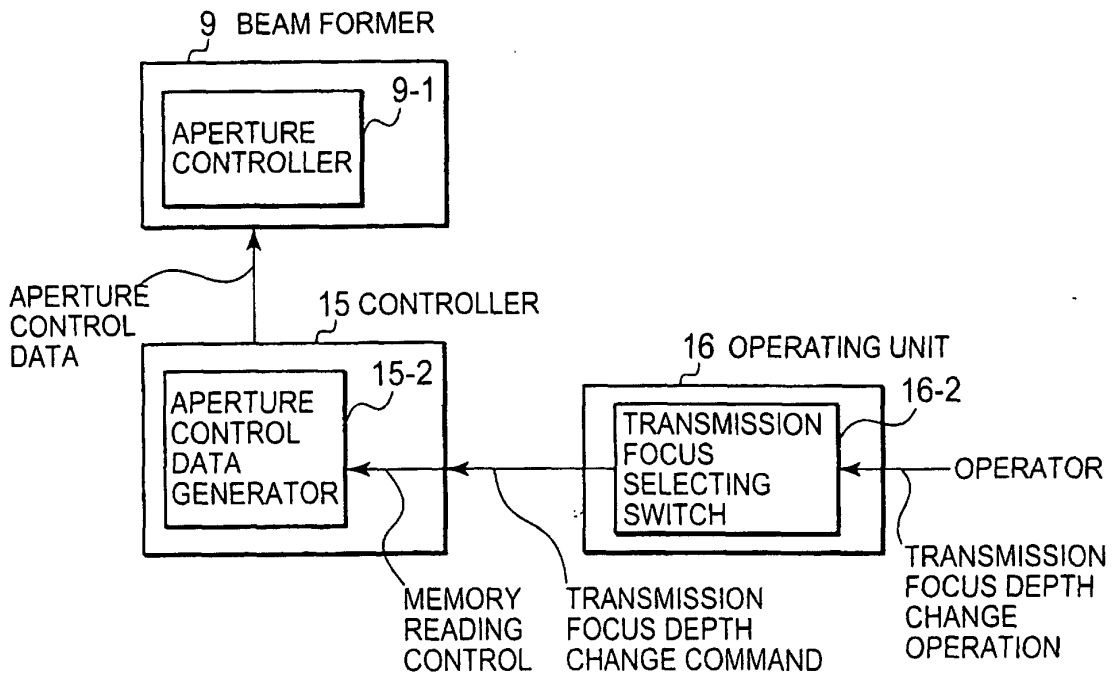 9 BEAM FORMER
9-1
APERTURE
CONTROLLER
APERTURE
CONTROL
DATA
15 CONTROLLER
15-2
APERTURE
CONTROL
DATA
GENERATOR
16 OPERATING UNIT
16-2
TRANSMISSION
FOCUS
SELECTING
SWITCH
OPERATOR
MEMORY
READING
CONTROL
TRANSMISSION
FOCUS DEPTH
CHANGE COMMAND
TRANSMISSION
FOCUS DEPTH
CHANGE
OPERATION